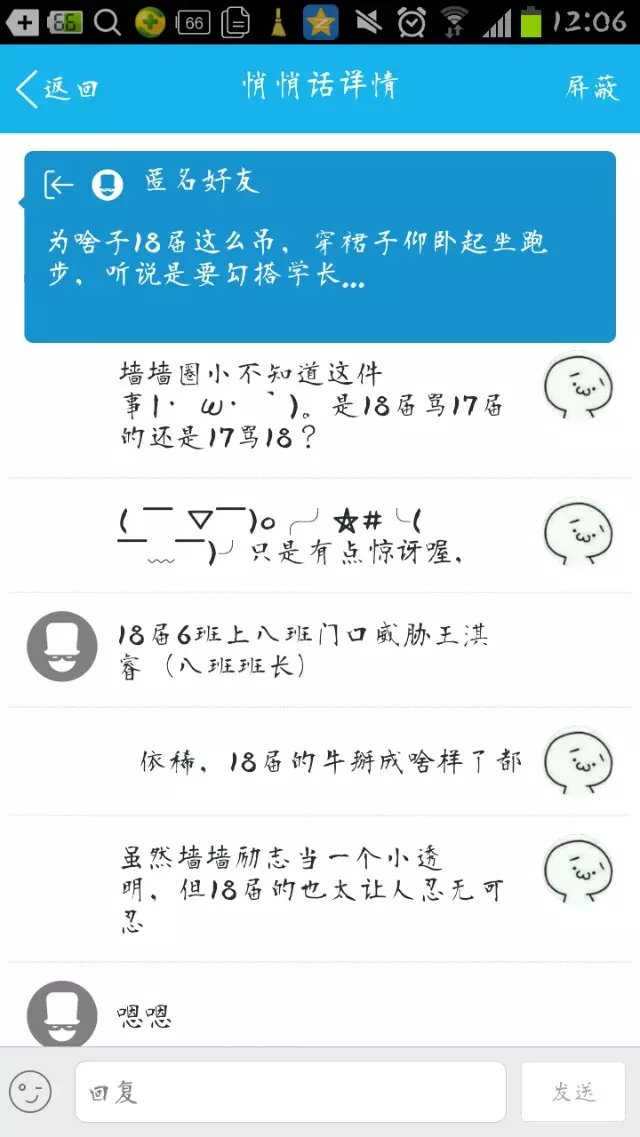 66
66
12:06
返回
悄悄话详情
屏蔽
匿名好友
为啥子18届这么吊，穿裙子仰卧起坐跑
步，听说是要勾搭学长...
墙墙圈小不知道这件
事|・ω・｀)。是18届骂17届
的还是17骂18？
(￣▽￣)o╭╯☆#╰(
￣﹏￣)╯只是有点惊讶喔，
18届6班上八班门口威胁王淇
睿（八班班长）
依稀，18届的牛掰成啥样了都
虽然墙墙励志当一个小透
明，但18届的也太让人忍无可
忍
嗯嗯
回复
发送